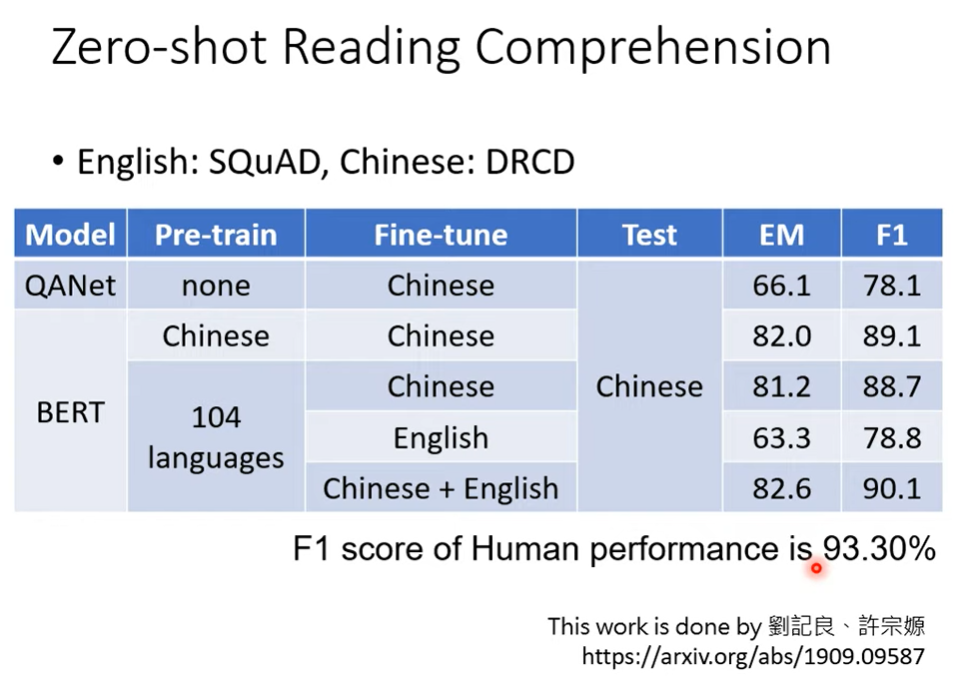 Zero-shot Reading Comprehension
• English: SQuAD, Chinese: DRCD
Model Pre-train Fine-tune Test EM F1
QANet none Chinese 66.1 78.1
Chinese Chinese 82.0 89.1
BERT 104 languages Chinese Chinese 81.2 88.7
English 63.3 78.8
Chinese + English 82.6 90.1
F1 score of Human performance is 93.30%
This work is done by 劉記良、許宗嫄
https://arxiv.org/abs/1909.09587